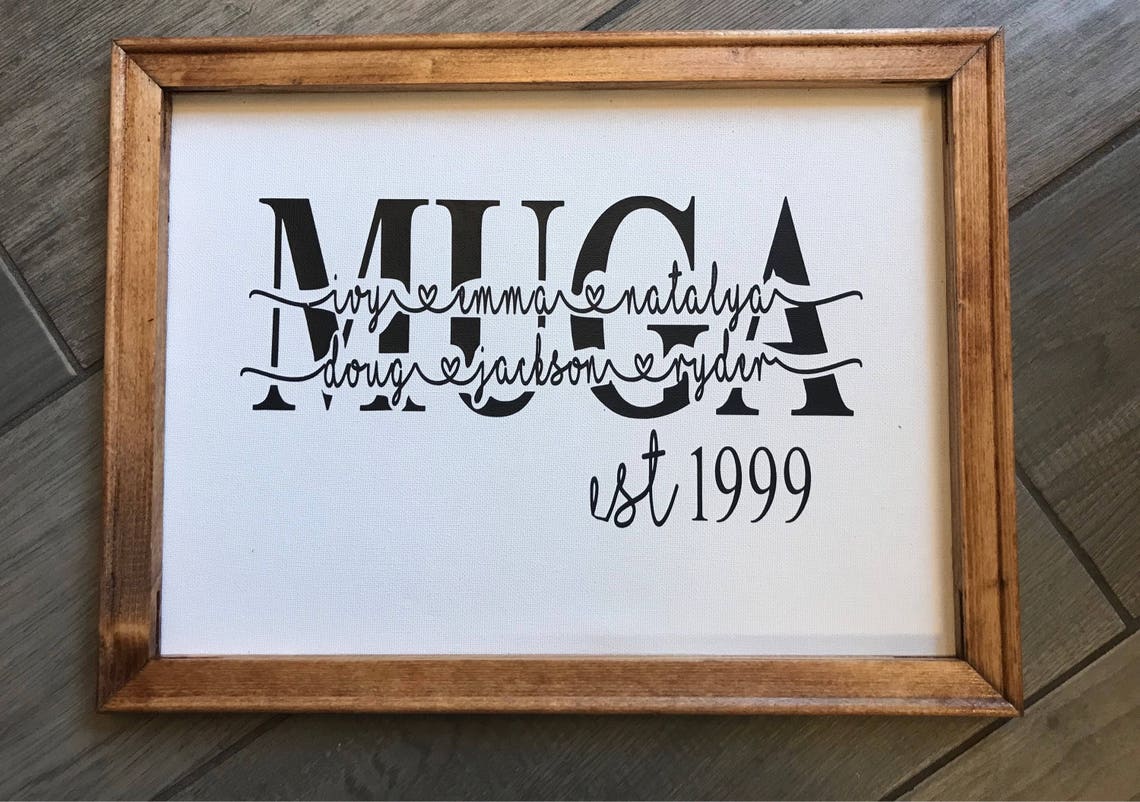 MUGA
ivy ♡ emma ♡ natalya
doug ♡ jackson ♡ ryder
est 1999